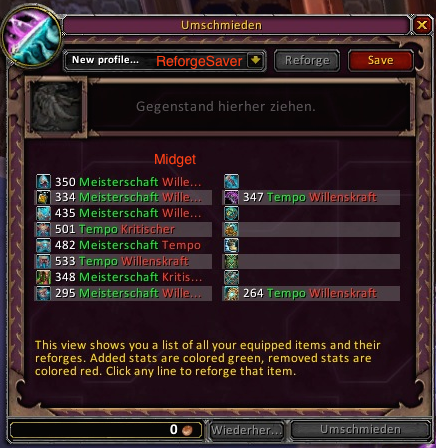 Umschmieden
New profile... ReforgeSaver Reforge Save
Gegenstand hierher ziehen.
Midget
350 Meisterschaft Wille...
334 Meisterschaft Wille... 347 Tempo Willenskraft
435 Meisterschaft Wille...
501 Tempo Kritischer
482 Meisterschaft Tempo
533 Tempo Willenskraft
348 Meisterschaft Kritis...
295 Meisterschaft Wille... 264 Tempo Willenskraft
This view shows you a list of all your equipped items and their
reforges. Added stats are colored green, removed stats are
colored red. Click any line to reforge that item.
0 Wiederher... Umschmieden